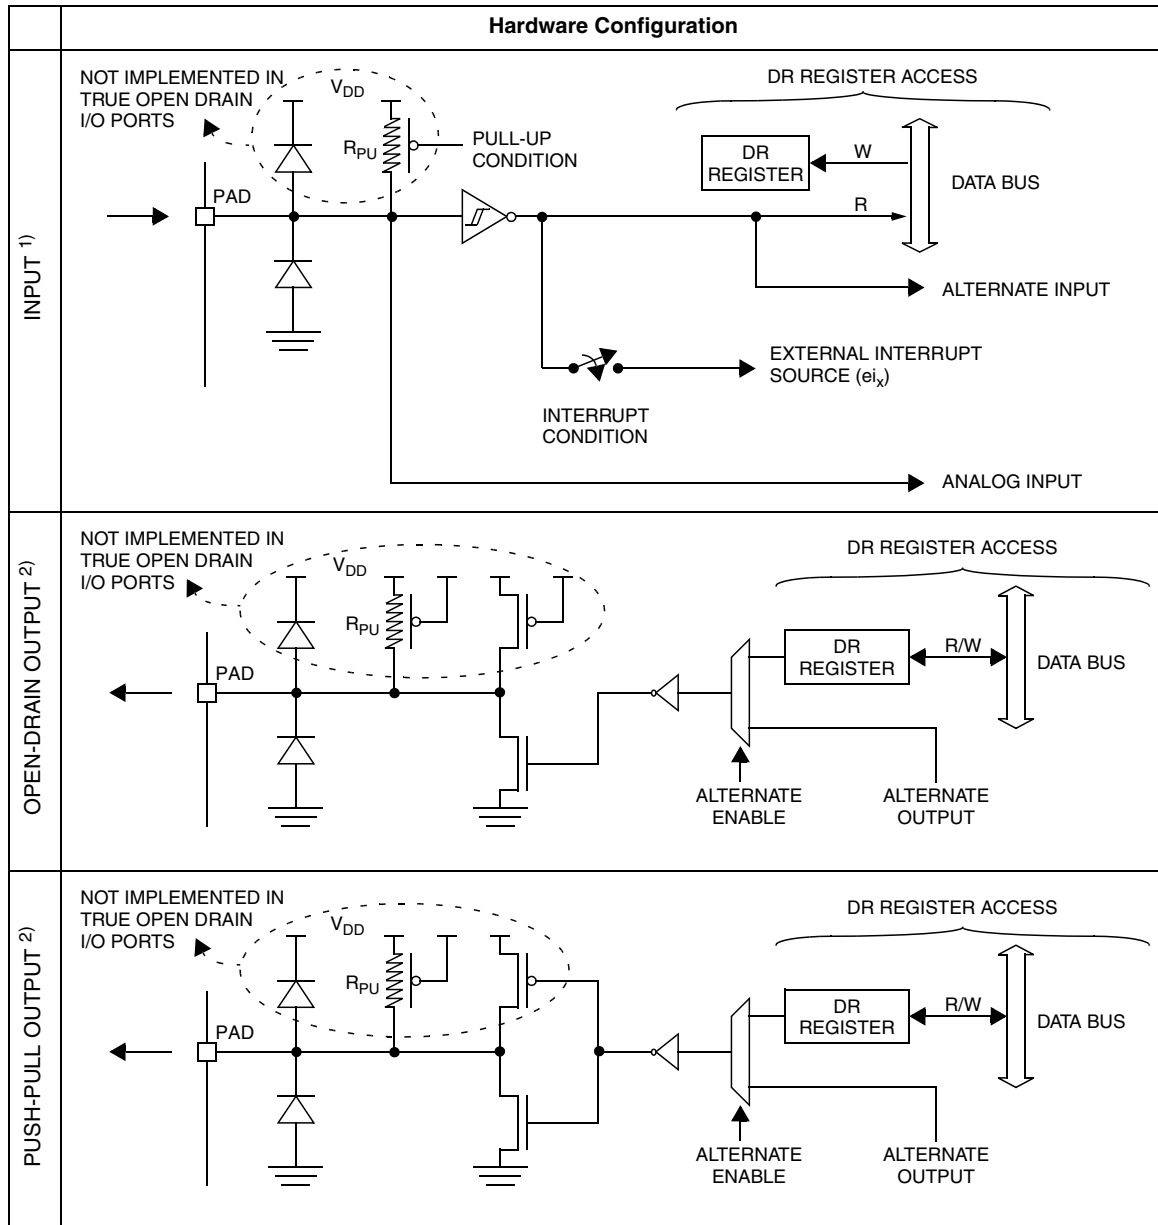 Hardware Configuration
INPUT 1)
NOT IMPLEMENTED IN
TRUE OPEN DRAIN
I/O PORTS
VDD
RPU
PULL-UP
CONDITION
PAD
DR REGISTER ACCESS
DR
REGISTER
W
R
DATA BUS
ALTERNATE INPUT
EXTERNAL INTERRUPT
SOURCE (eix)
INTERRUPT
CONDITION
ANALOG INPUT
OPEN-DRAIN OUTPUT 2)
NOT IMPLEMENTED IN
TRUE OPEN DRAIN
I/O PORTS
VDD
RPU
PAD
DR REGISTER ACCESS
DR
REGISTER
R/W
DATA BUS
ALTERNATE
ENABLE
ALTERNATE
OUTPUT
PUSH-PULL OUTPUT 2)
NOT IMPLEMENTED IN
TRUE OPEN DRAIN
I/O PORTS
VDD
RPU
PAD
DR REGISTER ACCESS
DR
REGISTER
R/W
DATA BUS
ALTERNATE
ENABLE
ALTERNATE
OUTPUT